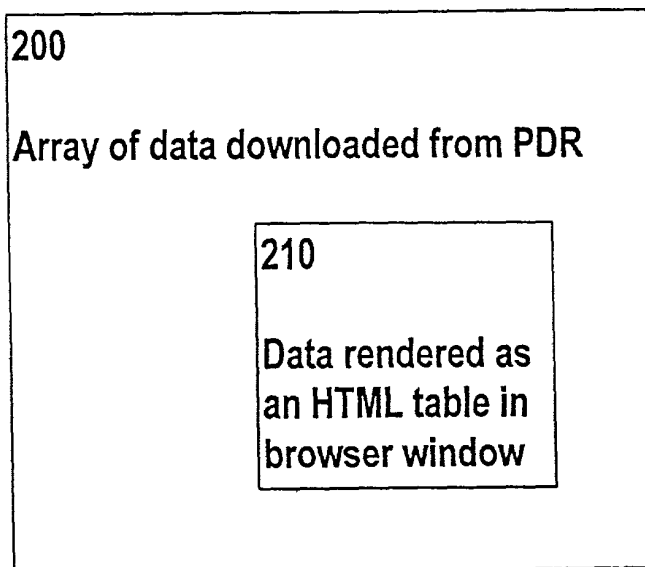 200
Array of data downloaded from PDR
210
Data rendered as
an HTML table in
browser window